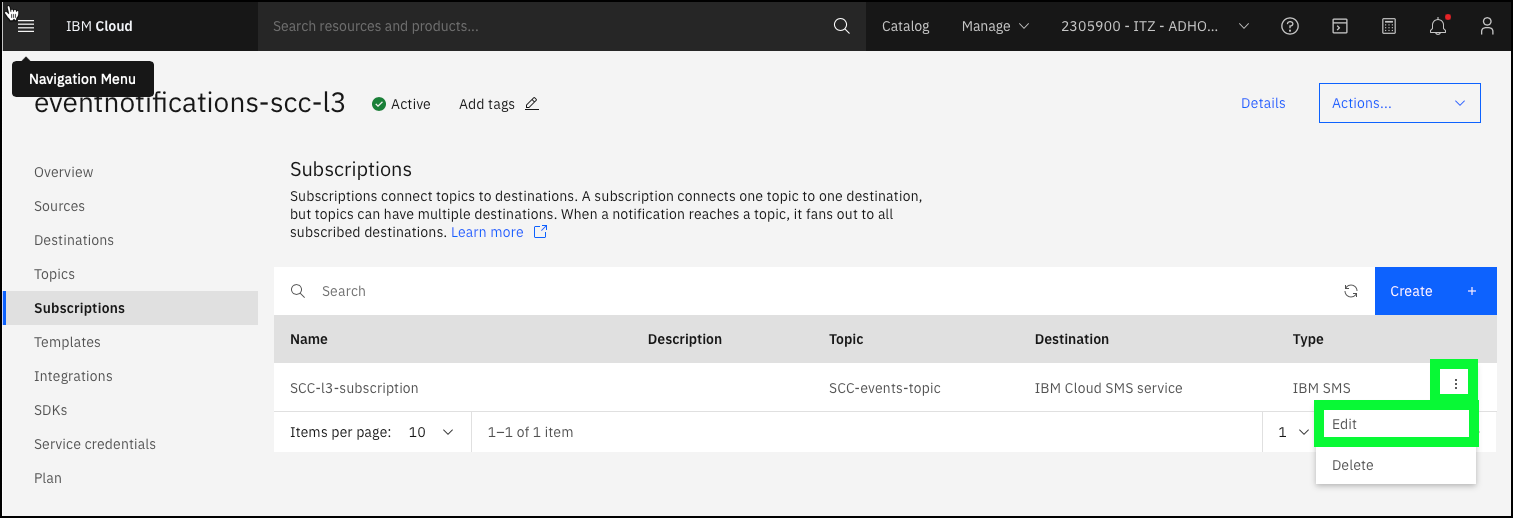 IBM Cloud
Search resources and products...
Catalog
Manage
2305900 - ITZ - ADHO...
Navigation Menu
eventnotifications-scc-l3
Active
Add tags
Details
Actions...
Overview
Sources
Destinations
Topics
Subscriptions
Templates
Integrations
SDKs
Service credentials
Plan
Subscriptions
Subscriptions connect topics to destinations. A subscription connects one topic to one destination,
but topics can have multiple destinations. When a notification reaches a topic, it fans out to all
subscribed destinations. Learn more
Search
Create +
Name Description Topic Destination Type
SCC-l3-subscription SCC-events-topic IBM Cloud SMS service IBM SMS
Items per page: 10 1–1 of 1 item 1
Edit
Delete